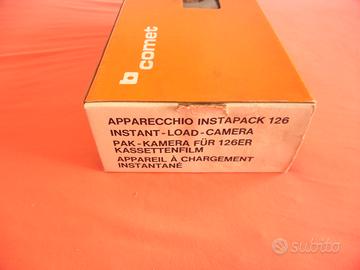 b comet
APPARECCHIO INSTAPACK 126
INSTANT-LOAD-CAMERA
PAK-KAMERA FÜR 126ER
KASSETTENFILM
APPAREIL À CHARGEMENT
INSTANTANÉ
subito